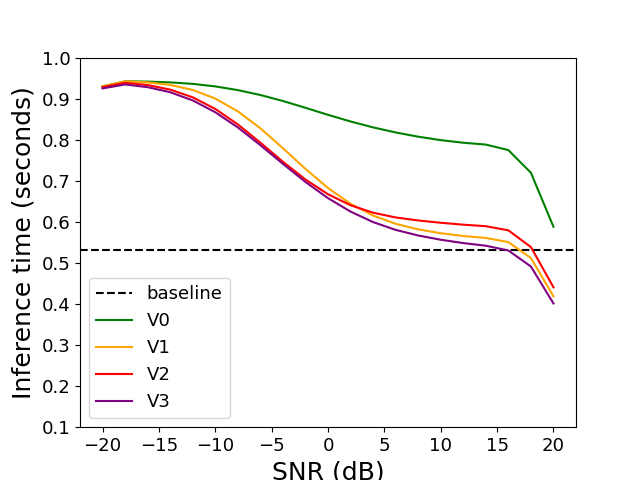 1.0
0.9
0.8
0.7
0.6
0.5
0.4
0.3
0.2
0.1
Inference time (seconds)
baseline
V0
V1
V2
V3
−20 −15 −10 −5 0 5 10 15 20
SNR (dB)